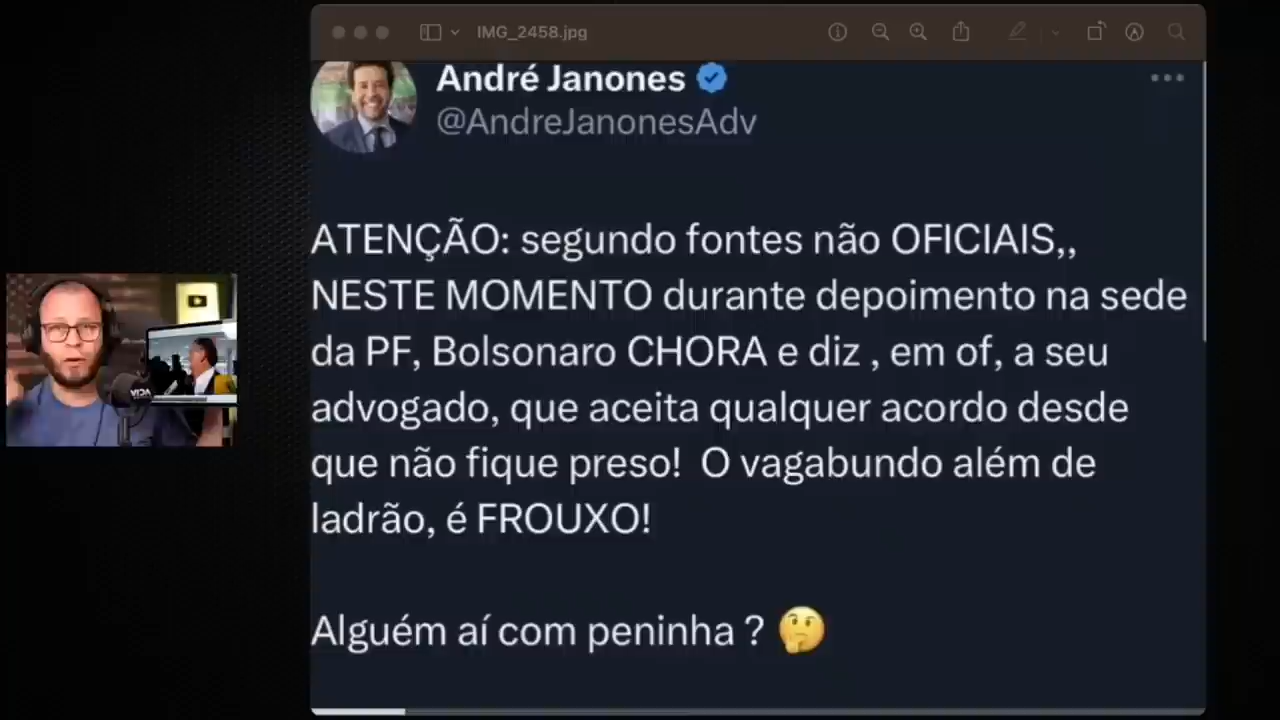 IMG_2458.jpg
André Janones
@AndreJanonesAdv
ATENÇÃO: segundo fontes não OFICIAIS,,
NESTE MOMENTO durante depoimento na sede
da PF, Bolsonaro CHORA e diz , em of, a seu
advogado, que aceita qualquer acordo desde
que não fique preso!  O vagabundo além de
ladrão, é FROUXO!
Alguém aí com peninha ? 🤔
VIDA